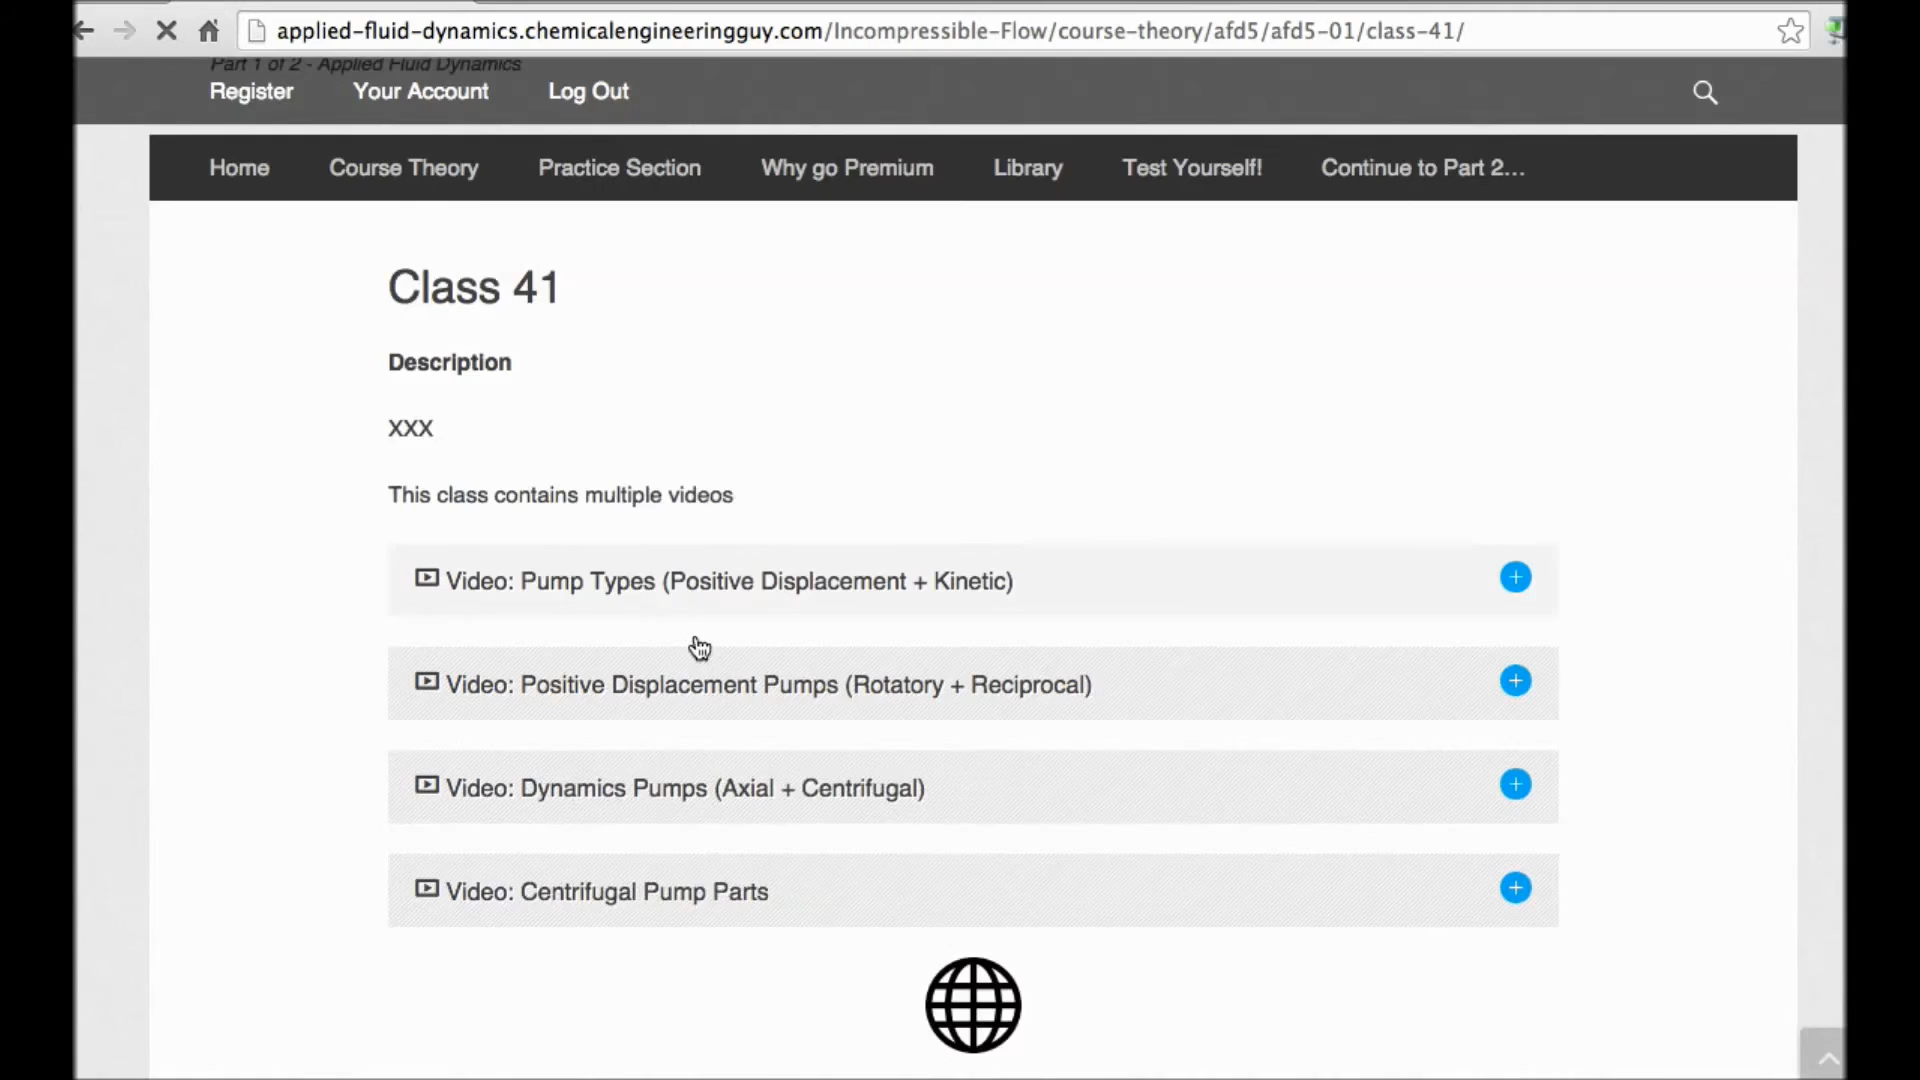 applied-fluid-dynamics.chemicalengineeringguy.com/Incompressible-Flow/course-theory/afd5/afd5-01/class-41/
Part 1 of 2 - Applied Fluid Dynamics
Register Your Account Log Out
Home Course Theory Practice Section Why go Premium Library Test Yourself! Continue to Part 2...
Class 41
Description
XXX
This class contains multiple videos
Video: Pump Types (Positive Displacement + Kinetic)
Video: Positive Displacement Pumps (Rotatory + Reciprocal)
Video: Dynamics Pumps (Axial + Centrifugal)
Video: Centrifugal Pump Parts